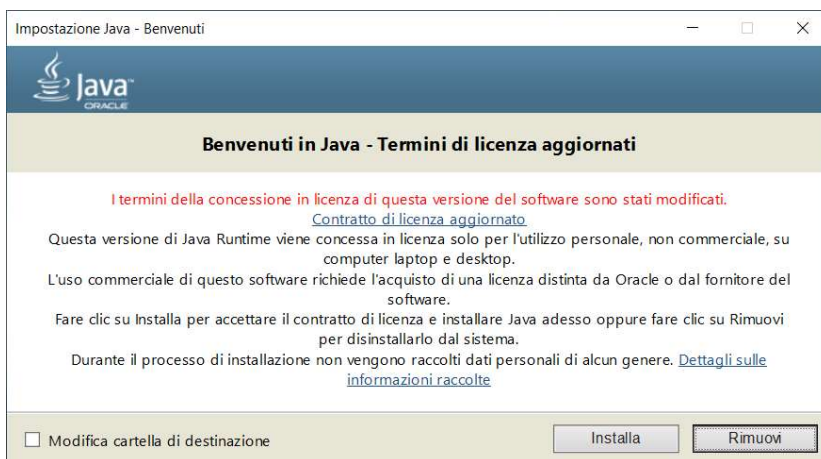 Impostazione Java - Benvenuti
Java™
ORACLE
Benvenuti in Java - Termini di licenza aggiornati
I termini della concessione in licenza di questa versione del software sono stati modificati.
Contratto di licenza aggiornato
Questa versione di Java Runtime viene concessa in licenza solo per l'utilizzo personale, non commerciale, su
computer laptop e desktop.
L'uso commerciale di questo software richiede l'acquisto di una licenza distinta da Oracle o dal fornitore del
software.
Fare clic su Installa per accettare il contratto di licenza e installare Java adesso oppure fare clic su Rimuovi
per disinstallarlo dal sistema.
Durante il processo di installazione non vengono raccolti dati personali di alcun genere. Dettagli sulle
informazioni raccolte
Modifica cartella di destinazione
Installa
Rimuovi